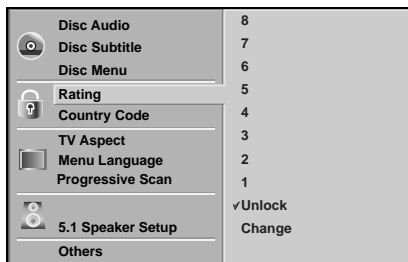 Disc Audio
Disc Subtitle
Disc Menu
Rating
Country Code
TV Aspect
Menu Language
Progressive Scan
5.1 Speaker Setup
Others
8
7
6
5
4
3
2
1
✓Unlock
Change